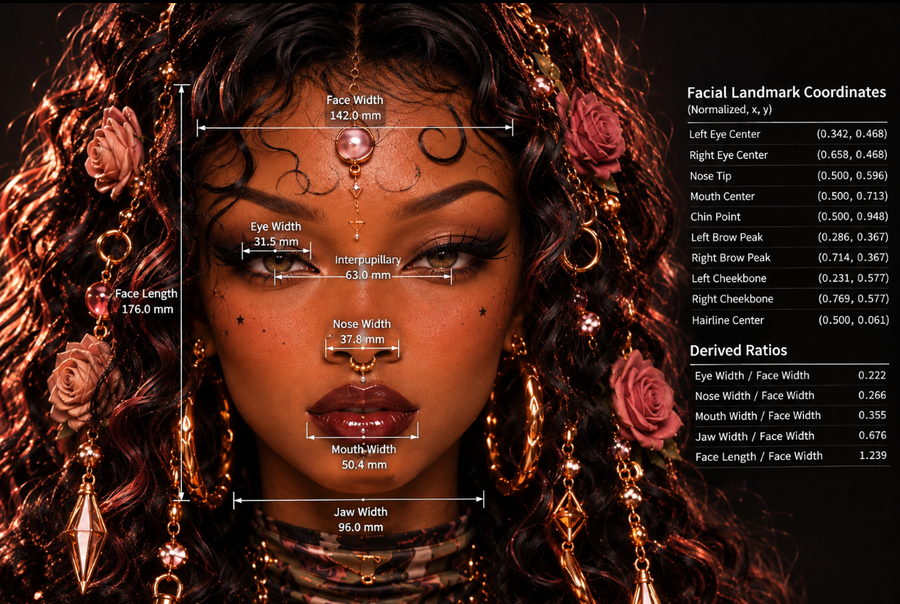 Face Width
142.0 mm
Eye Width
31.5 mm
Interpupillary
63.0 mm
Face Length
176.0 mm
Nose Width
37.8 mm
Mouth Width
50.4 mm
Jaw Width
96.0 mm
Facial Landmark Coordinates
(Normalized, x, y)
Left Eye Center (0.342, 0.468)
Right Eye Center (0.658, 0.468)
Nose Tip (0.500, 0.596)
Mouth Center (0.500, 0.713)
Chin Point (0.500, 0.948)
Left Brow Peak (0.286, 0.367)
Right Brow Peak (0.714, 0.367)
Left Cheekbone (0.231, 0.577)
Right Cheekbone (0.769, 0.577)
Hairline Center (0.500, 0.061)
Derived Ratios
Eye Width / Face Width 0.222
Nose Width / Face Width 0.266
Mouth Width / Face Width 0.355
Jaw Width / Face Width 0.676
Face Length / Face Width 1.239